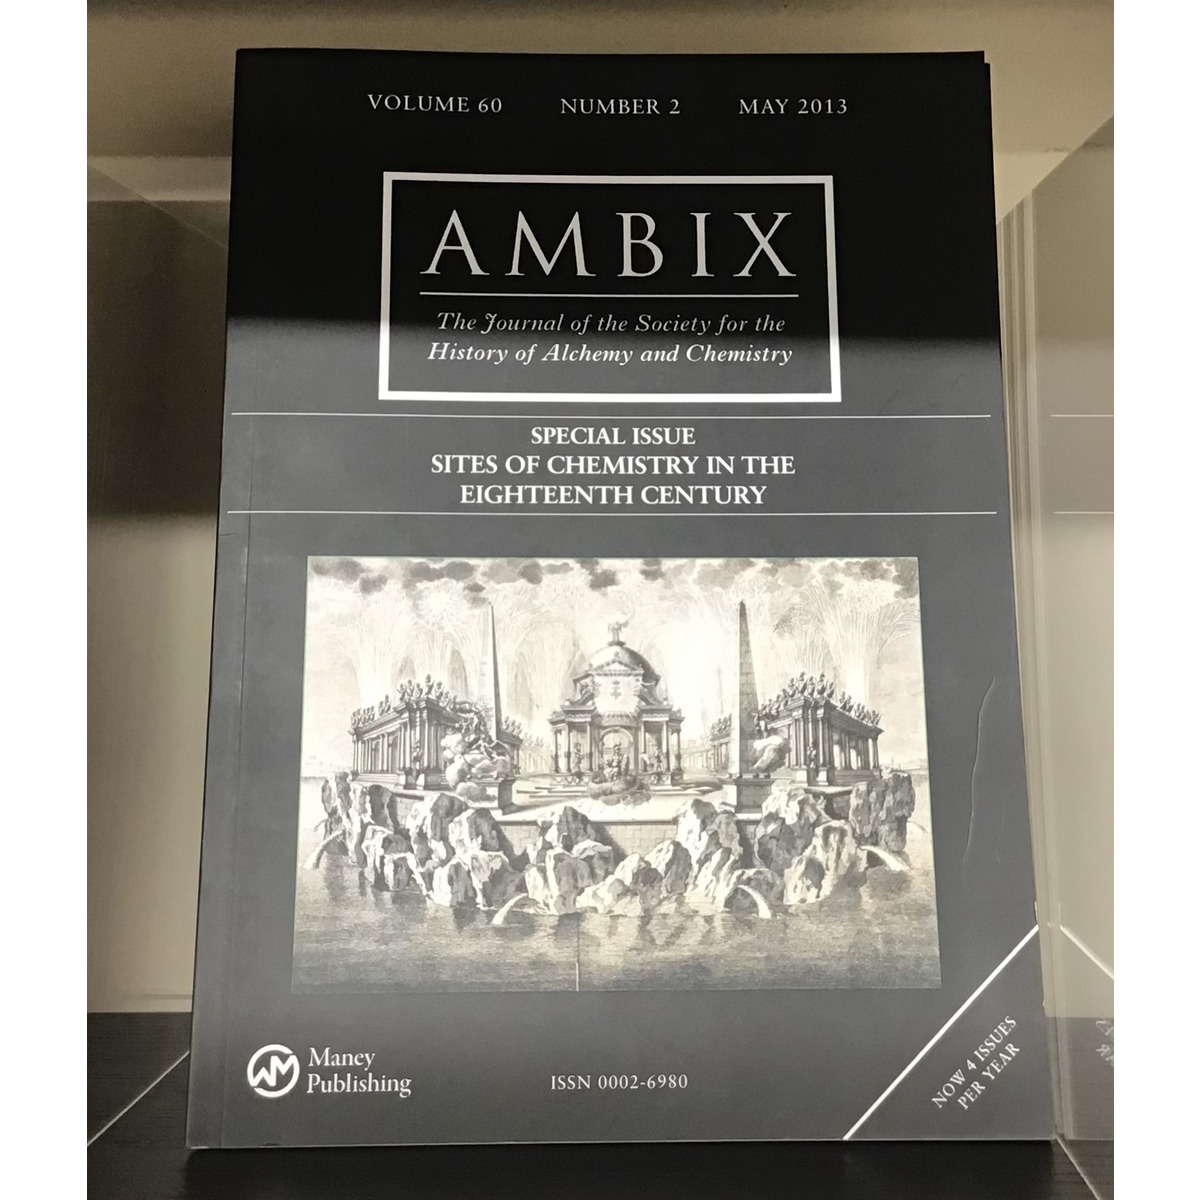 VOLUME 60 NUMBER 2 MAY 2013
AMBIX
The Journal of the Society for the
History of Alchemy and Chemistry
SPECIAL ISSUE
SITES OF CHEMISTRY IN THE
EIGHTEENTH CENTURY
Maney
Publishing
ISSN 0002-6980
NOW 4 ISSUES
PER YEAR